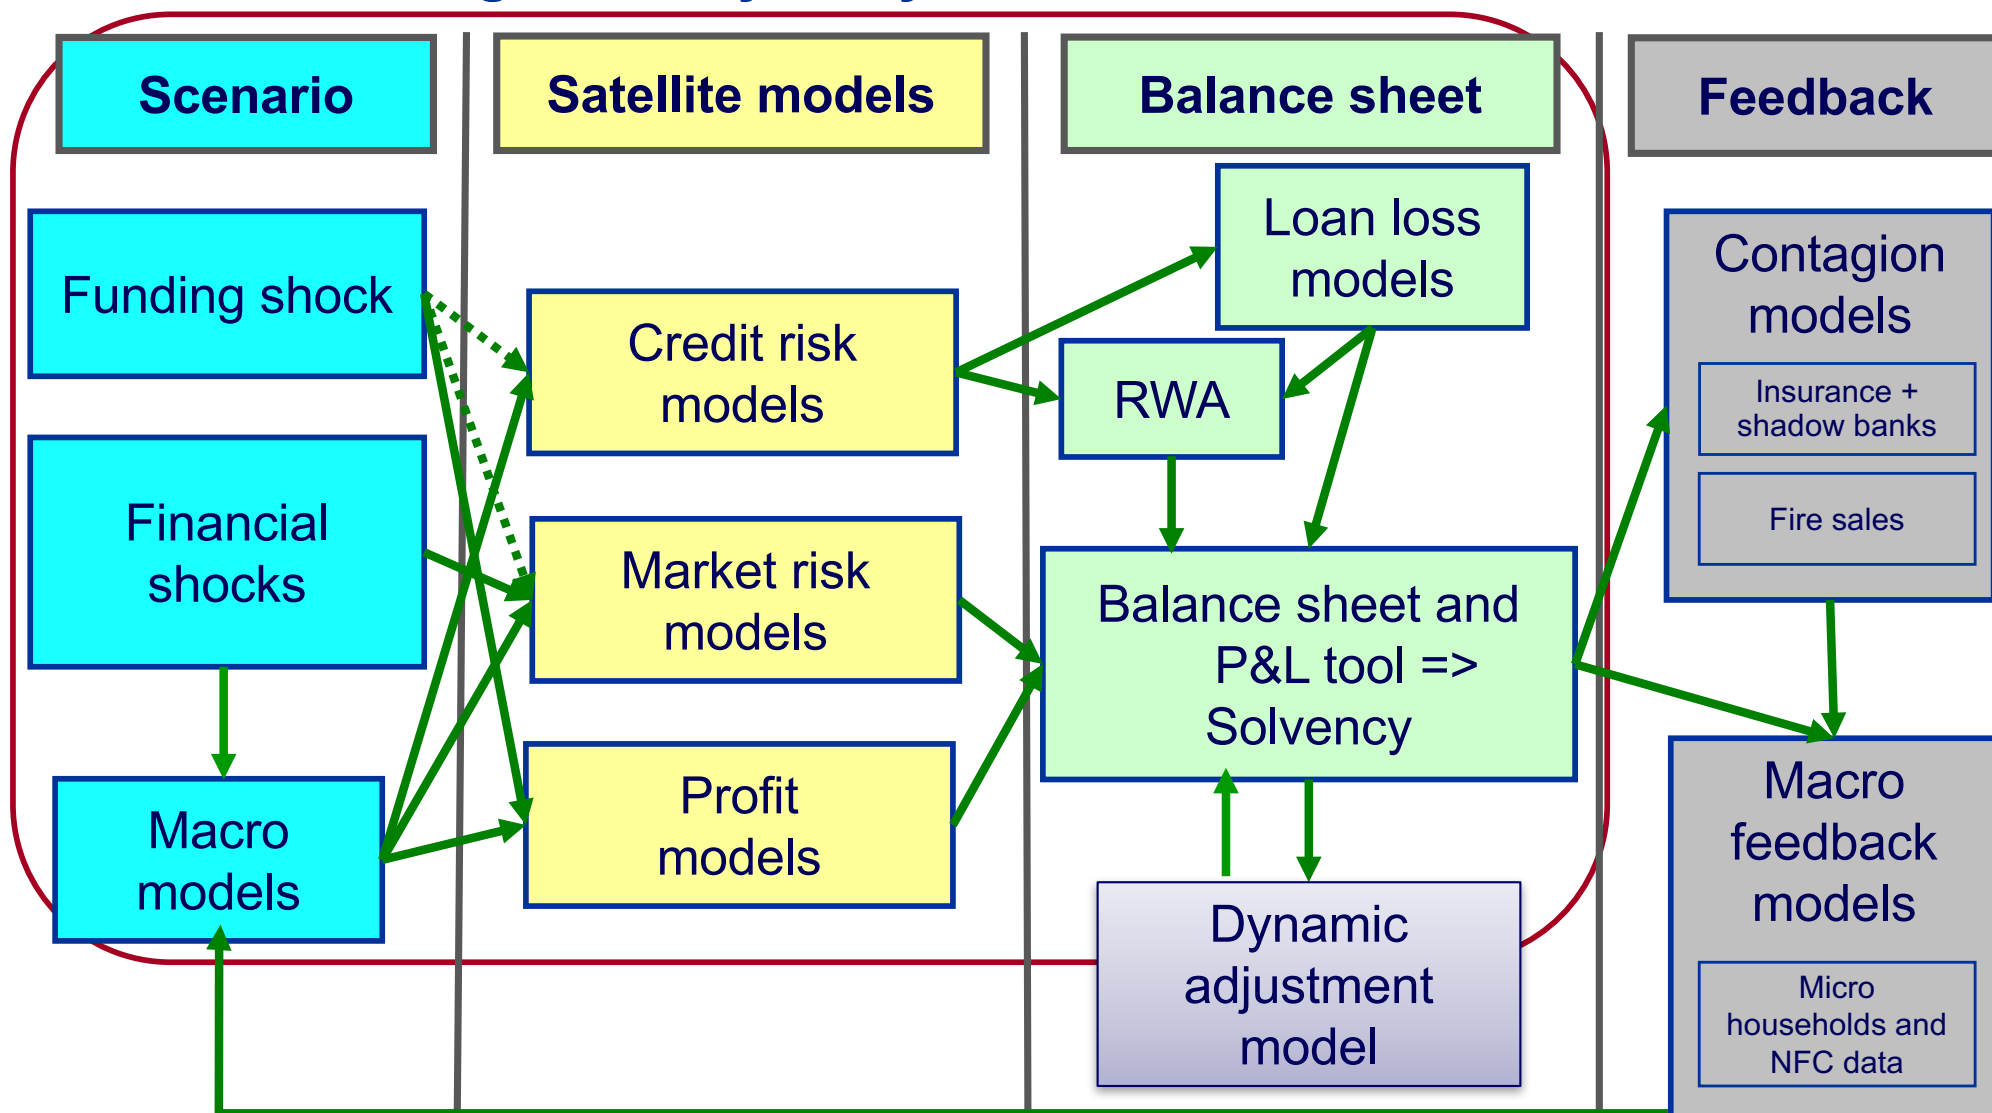 Scenario
Satellite models
Balance sheet
Feedback
Funding shock
Financial
shocks
Macro
models
Credit risk
models
Market risk
models
Profit
models
Loan loss
models
RWA
Balance sheet and
P&L tool =>
Solvency
Dynamic
adjustment
model
Contagion
models
Insurance +
shadow banks
Fire sales
Macro
feedback
models
Micro
households and
NFC data